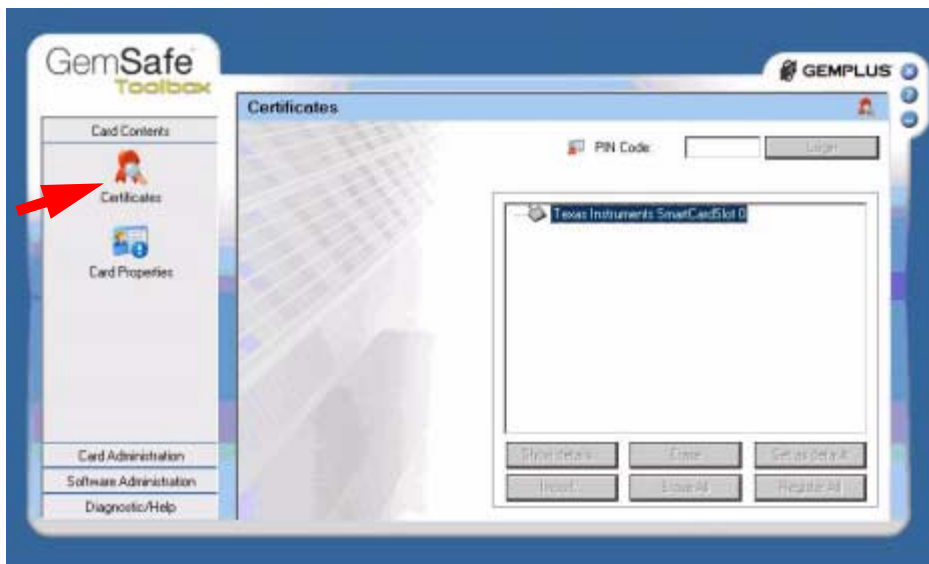 GemSafe
Toolbox
GEMPLUS
Certificates
Card Contents
PIN Code:
Login
Certificates
Texas Instruments SmartCardSlot 0
Card Properties
Card Administration
Show details
Erase
Set as default
Software Administration
Import...
Erase All
Register All
Diagnostic/Help